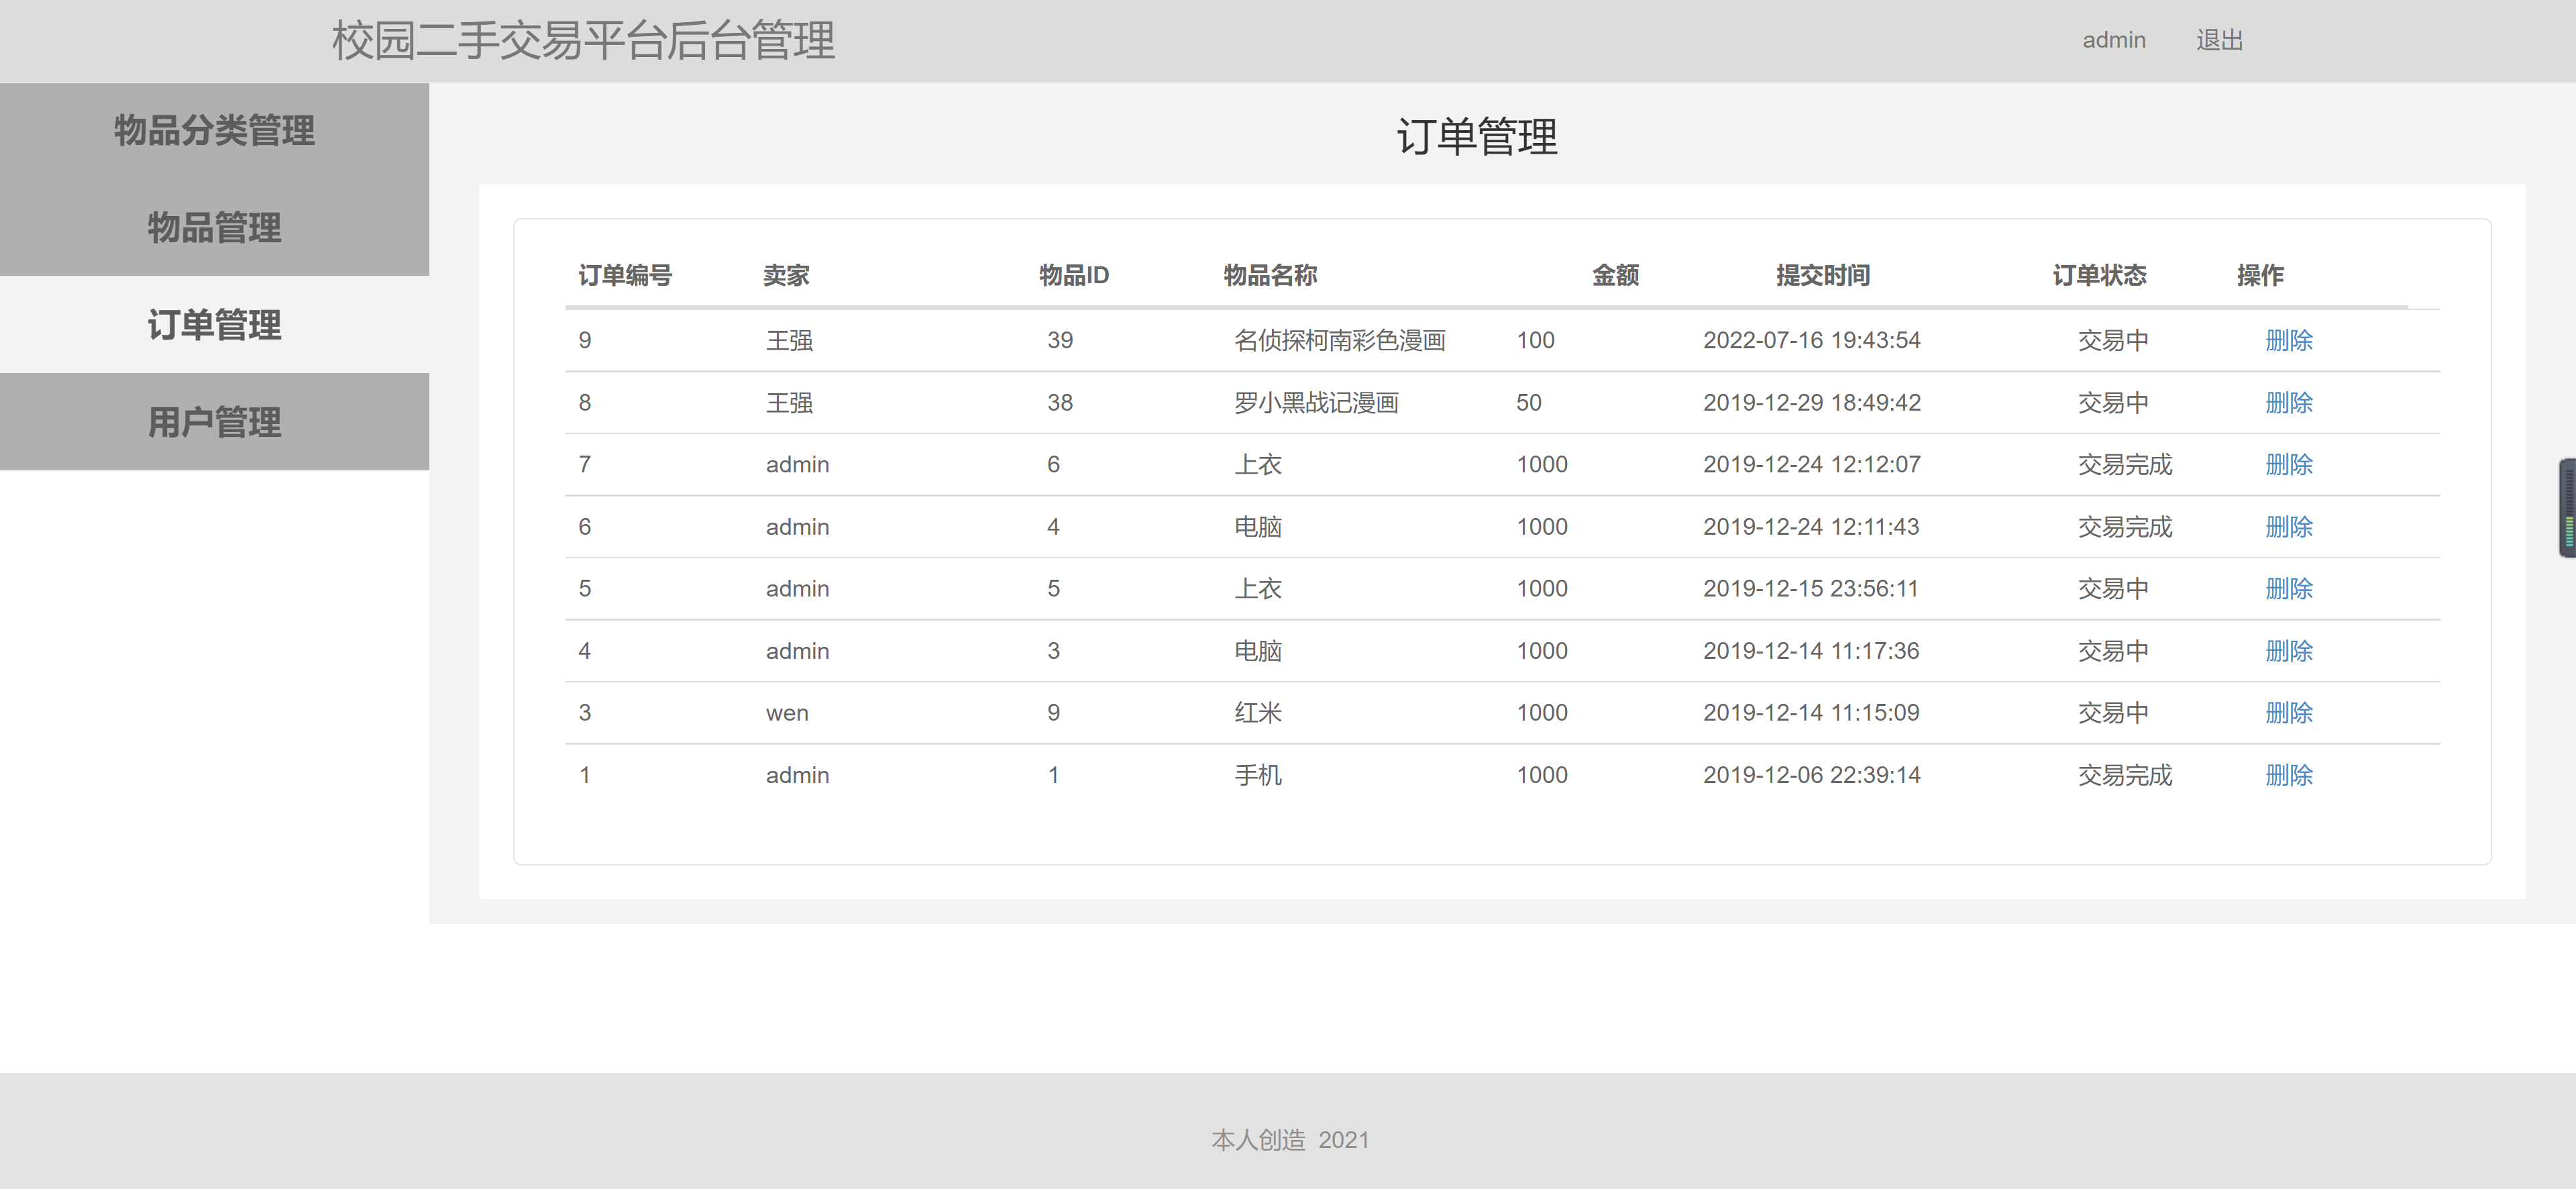 校园二手交易平台后台管理 admin 退出
物品分类管理
物品管理
订单管理
用户管理
订单管理
订单编号 卖家 物品ID 物品名称 金额 提交时间 订单状态 操作
9 王强 39 名侦探柯南彩色漫画 100 2022-07-16 19:43:54 交易中 删除
8 王强 38 罗小黑战记漫画 50 2019-12-29 18:49:42 交易中 删除
7 admin 6 上衣 1000 2019-12-24 12:12:07 交易完成 删除
6 admin 4 电脑 1000 2019-12-24 12:11:43 交易完成 删除
5 admin 5 上衣 1000 2019-12-15 23:56:11 交易中 删除
4 admin 3 电脑 1000 2019-12-14 11:17:36 交易中 删除
3 wen 9 红米 1000 2019-12-14 11:15:09 交易中 删除
1 admin 1 手机 1000 2019-12-06 22:39:14 交易完成 删除
本人创造 2021